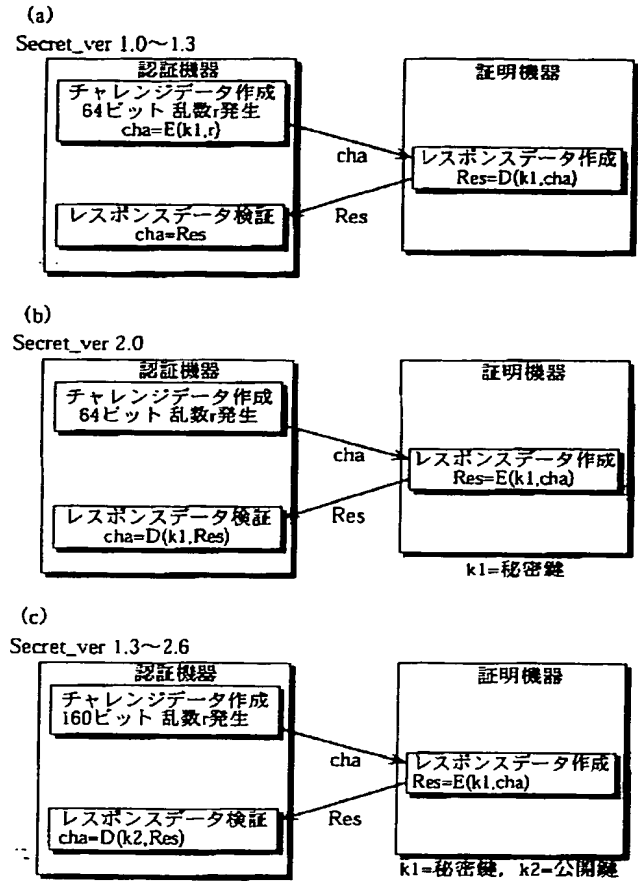 (a)
Secret_ver 1.0～1.3
認証機器
チャレンジデータ作成
64ビット 乱数r発生
cha=E(k1,r)
cha
証明機器
レスポンスデータ作成
Res=D(k1,cha)
Res
レスポンスデータ検証
cha=Res
(b)
Secret_ver 2.0
認証機器
チャレンジデータ作成
64ビット 乱数r発生
cha
証明機器
レスポンスデータ作成
Res=E(k1,cha)
Res
レスポンスデータ検証
cha=D(k1,Res)
k1=秘密鍵
(c)
Secret_ver 1.3～2.6
認証機器
チャレンジデータ作成
160ビット 乱数r発生
cha
証明機器
レスポンスデータ作成
Res=E(k1,cha)
Res
レスポンスデータ検証
cha=D(k2,Res)
k1=秘密鍵, k2=公開鍵